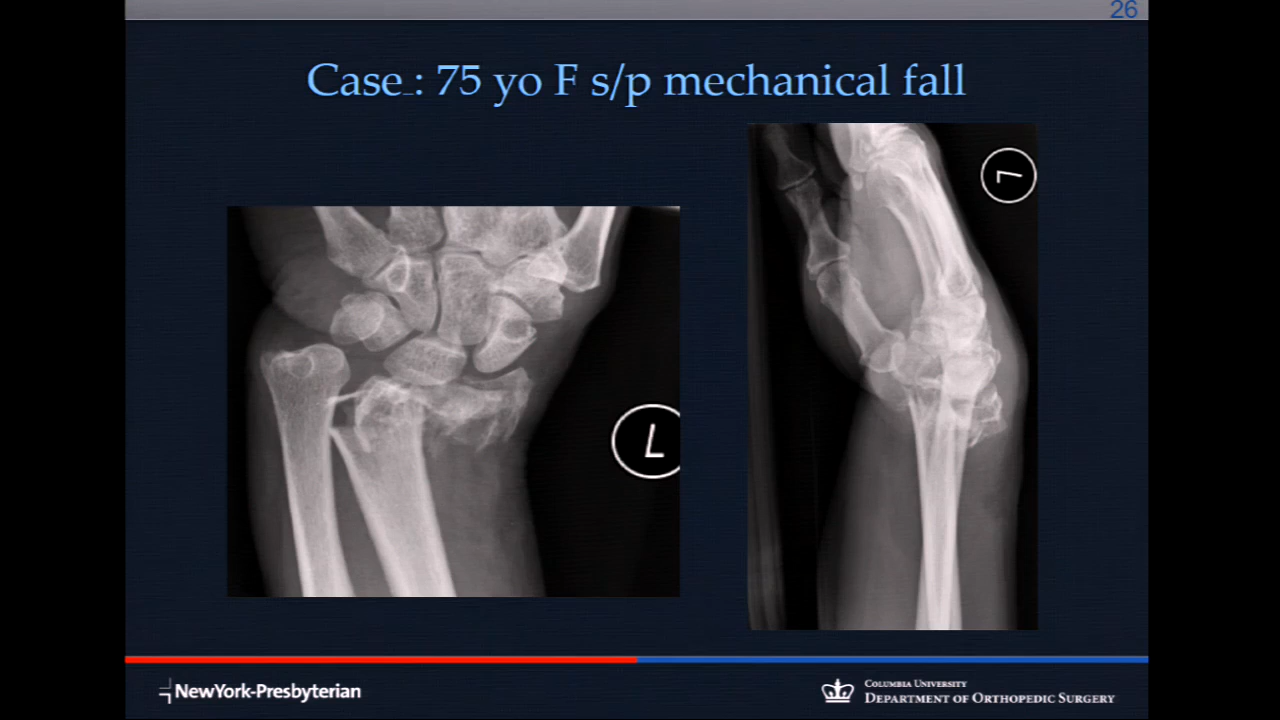 26
Case : 75 yo F s/p mechanical fall
L
L
NewYork-Presbyterian
Columbia University
Department of Orthopedic Surgery